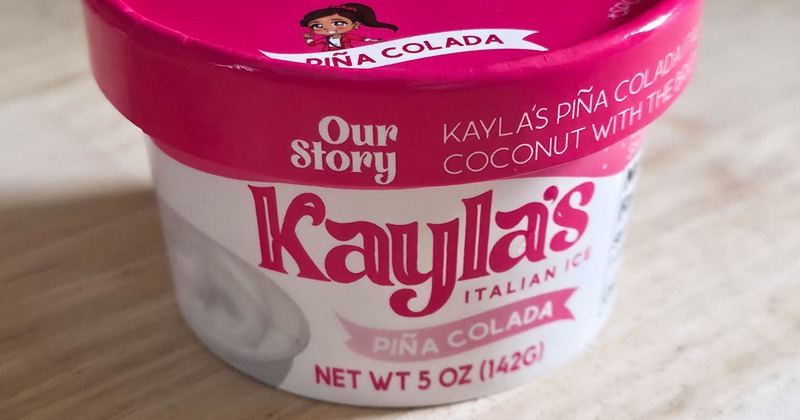 PIÑA COLADA
Our
Story
KAYLA'S PIÑA COLADA
COCONUT WITH THE
Kayla's
ITALIAN ICE
PIÑA COLADA
NET WT 5 OZ (142G)